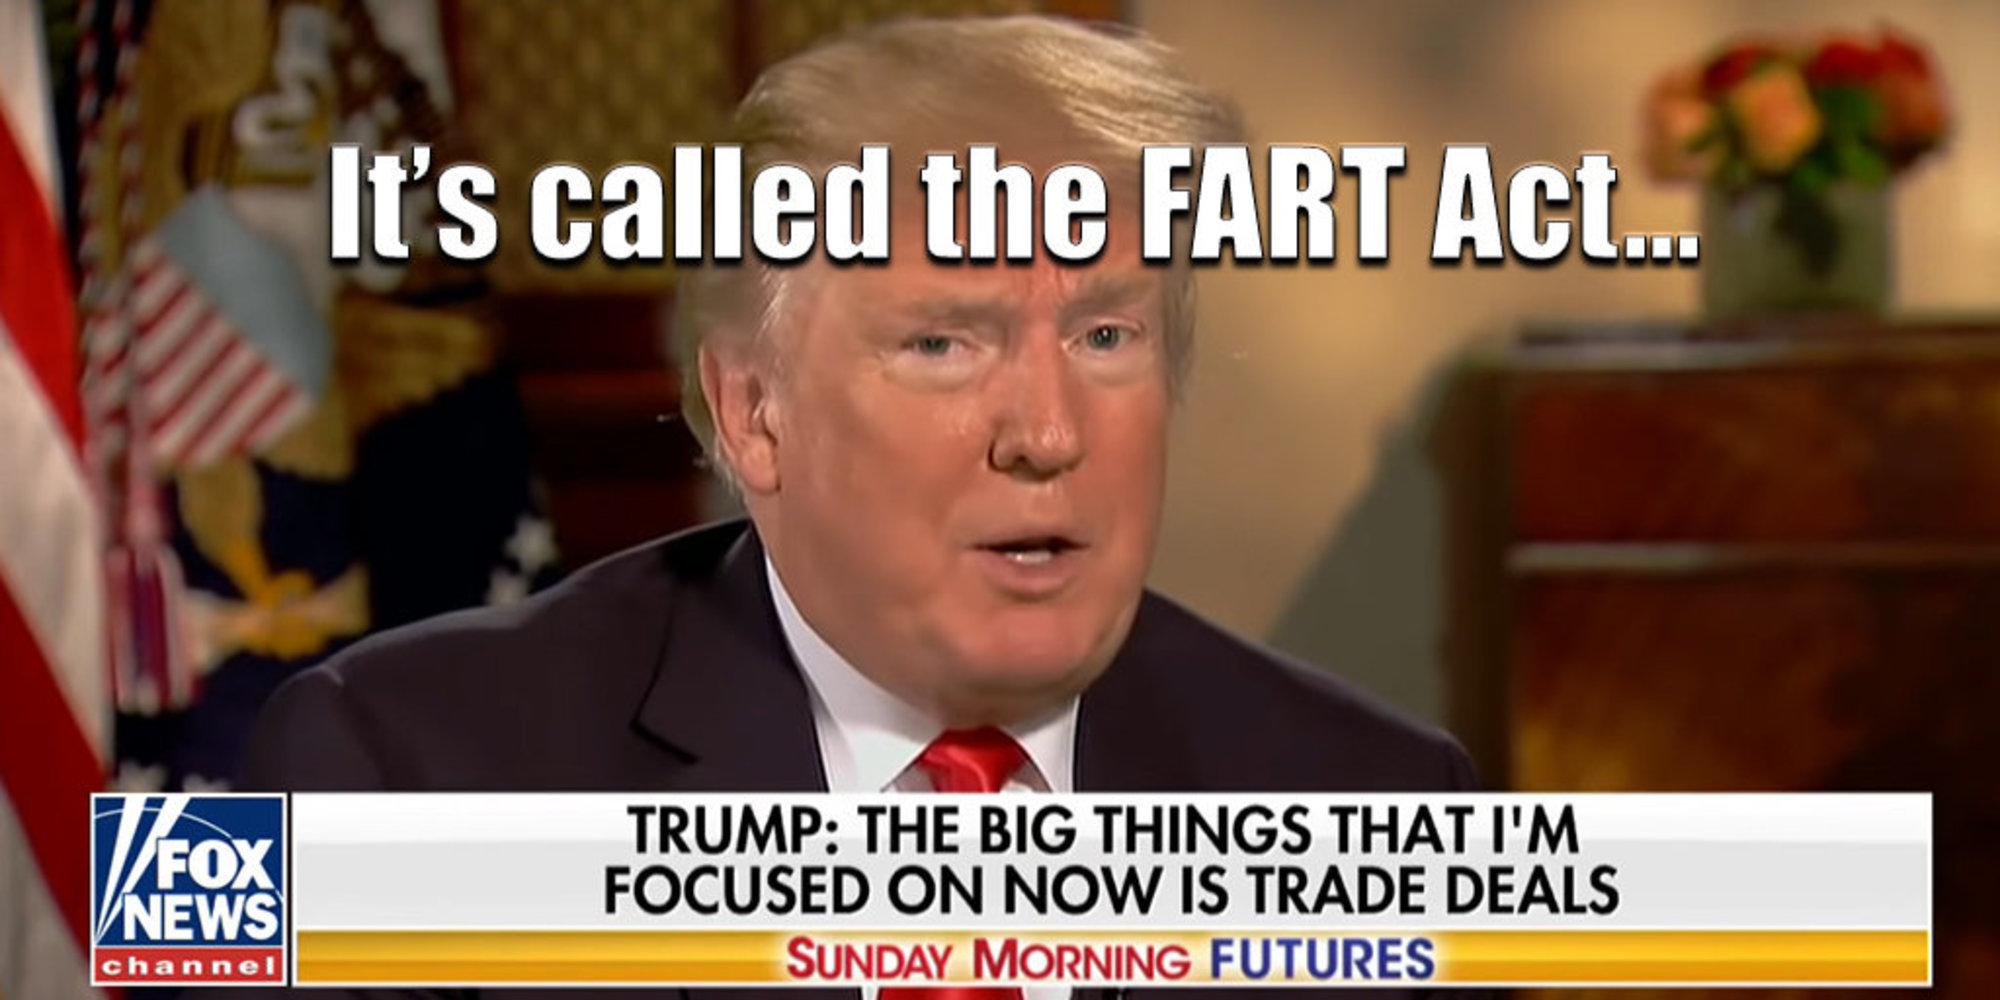 It's called the FART Act...
TRUMP: THE BIG THINGS THAT I'M
FOCUSED ON NOW IS TRADE DEALS
FOX
NEWS
channel
SUNDAY MORNING FUTURES